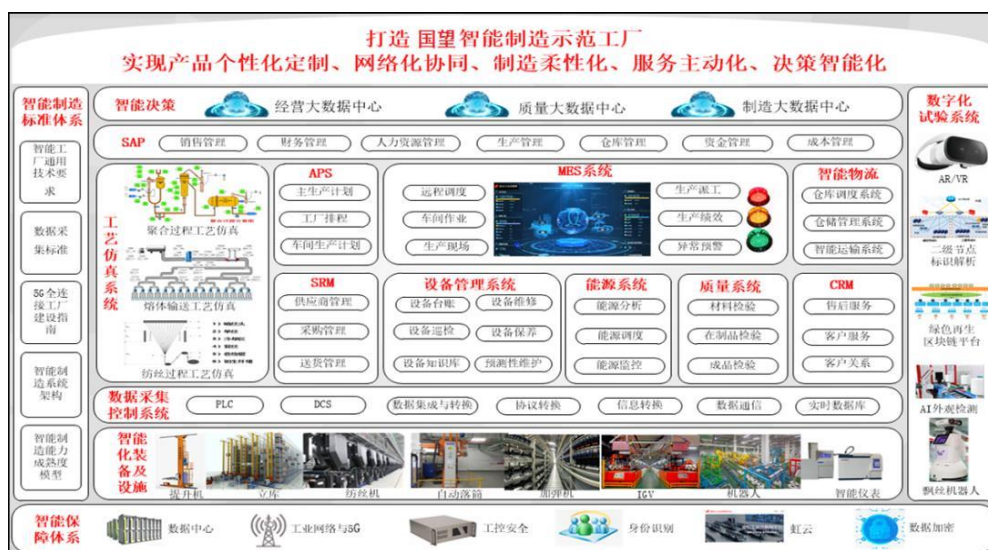 打造 国望智能制造示范工厂
实现产品个性化定制、网络化协同、制造柔性化、服务主动化、决策智能化
智能制造
标准体系
智能工
厂通用
技术要
求
数据采
集标准
5G全连
接工厂
建设指
南
智能制
造系统
架构
智能制
造能力
成熟度
模型
智能决策
经营大数据中心
质量大数据中心
制造大数据中心
SAP
销售管理
财务管理
人力资源管理
生产管理
仓库管理
资金管理
成本管理
工艺仿真系统
聚合过程工艺仿真
熔体输送工艺仿真
纺丝过程工艺仿真
APS
主生产计划
工厂排程
车间生产计划
MES系统
远程调度
车间作业
生产现场
生产派工
生产绩效
异常预警
智能物流
仓库调度系统
仓储管理系统
智能运输系统
SRM
供应商管理
采购管理
送货管理
设备管理系统
设备台账
设备维修
设备巡检
设备保养
设备知识库
预测性维护
能源系统
能源分析
能源调度
能源监控
质量系统
材料检验
在制品检验
成品检验
CRM
售后服务
客户服务
客户关系
数据采集
控制系统
PLC
DCS
数据集成与转换
协议转换
信息转换
数据通信
实时数据库
智能
化装
备及
设施
提升机
立库
纺丝机
自动落筒
加弹机
IGV
机器人
智能仪表
数字化
试验系统
AR/VR
二级节点
标识解析
绿色再生
区块链平台
AI外观检测
飘丝机器人
智能保
障体系
数据中心
工业网络与5G
工控安全
身份识别
虹云
数据加密